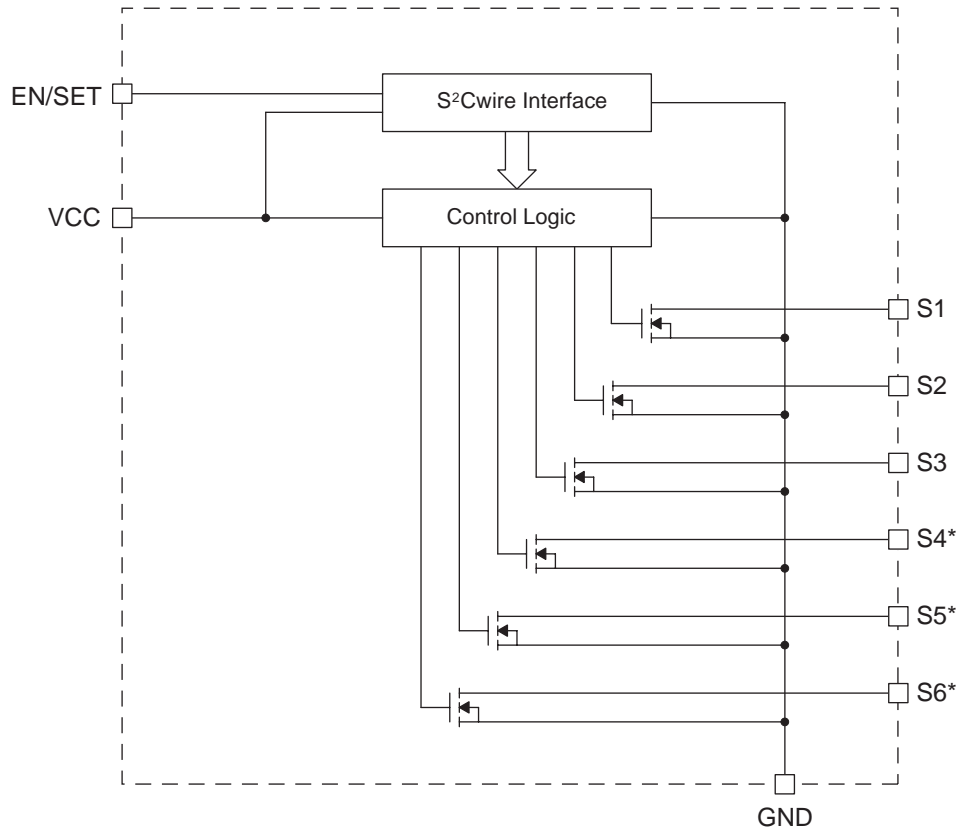 EN/SET
S²Cwire Interface
VCC
Control Logic
S1
S2
S3
S4*
S5*
S6*
GND